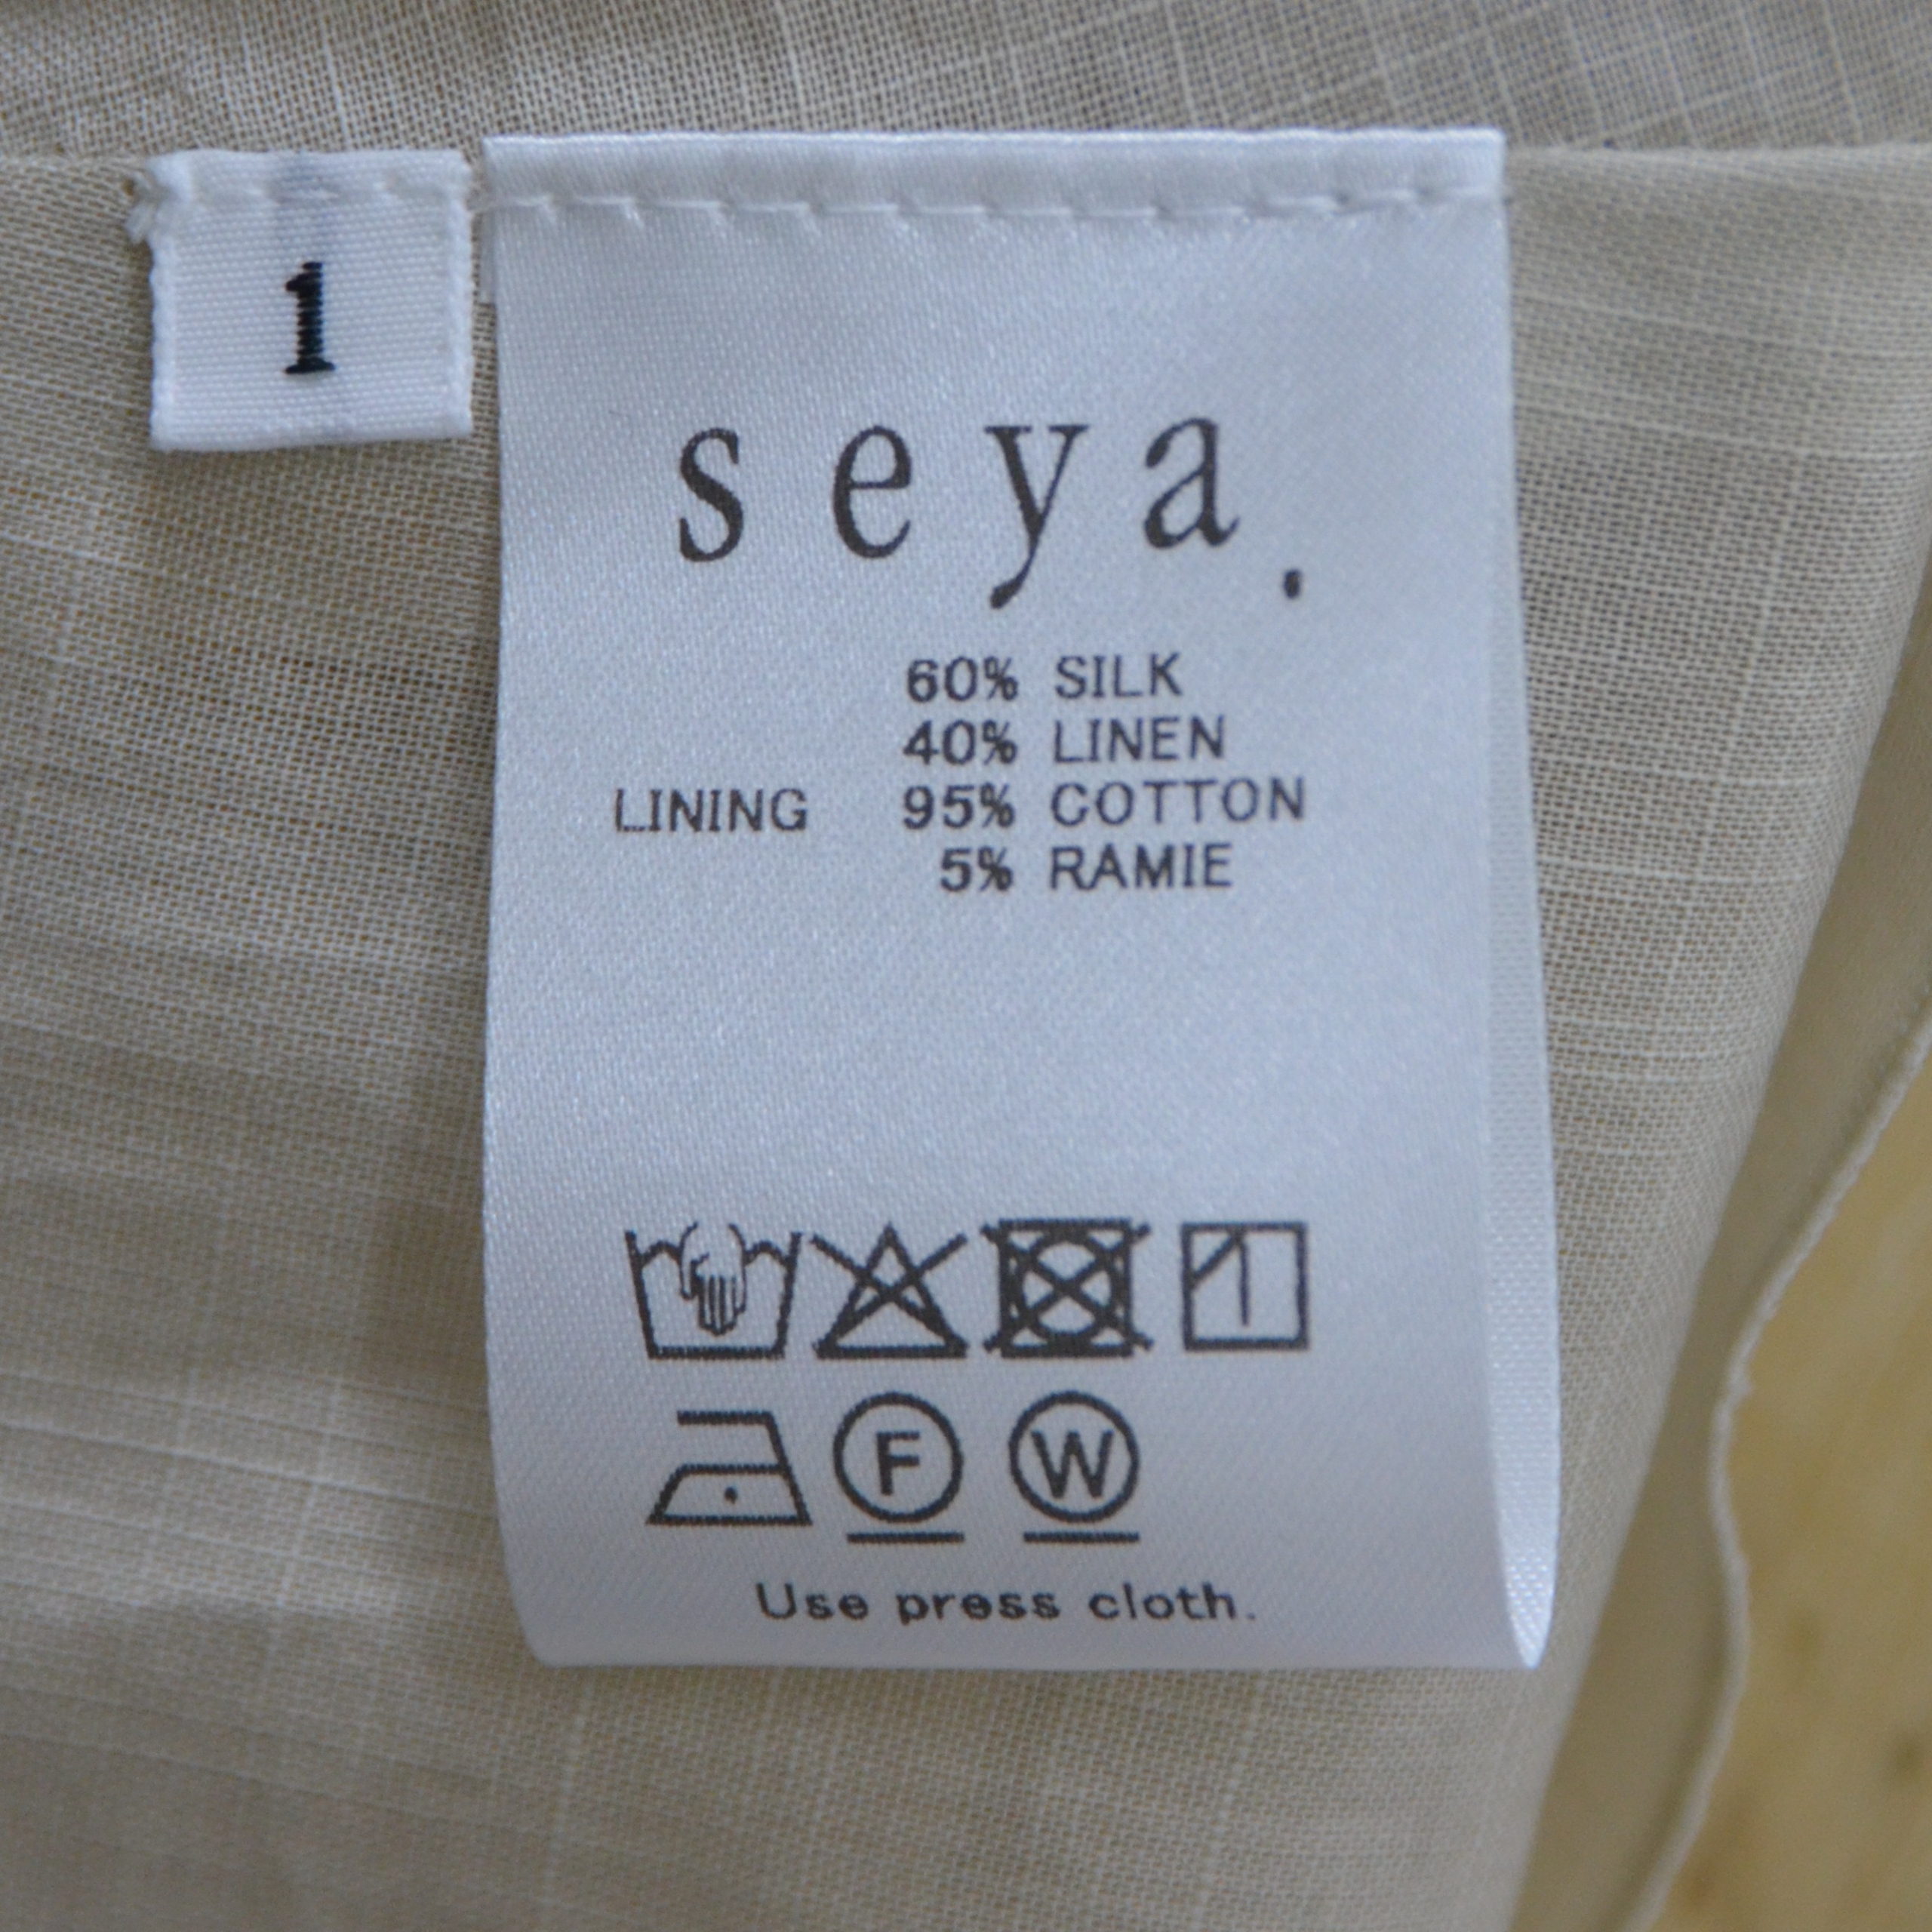 1
seya.
60% SILK
40% LINEN
LINING 95% COTTON
5% RAMIE
F W
Use press cloth.